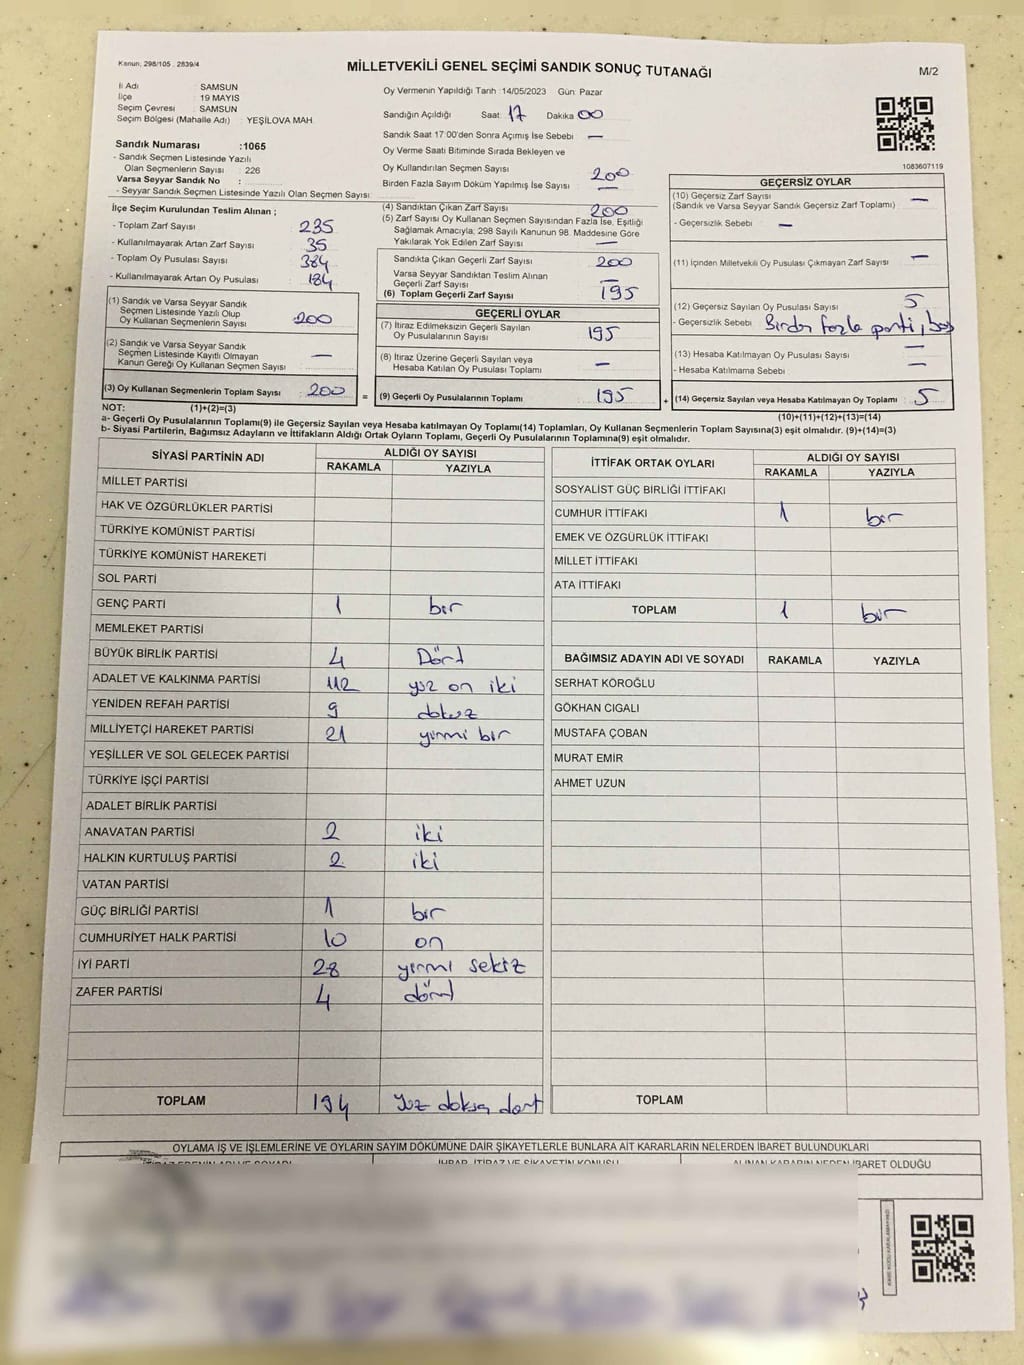 Kanun; 298/105 , 2839/4
MİLLETVEKİLİ GENEL SEÇİMİ SANDIK SONUÇ TUTANAĞI
M/2
İl Adı SAMSUN
İlçe 19 MAYIS
Seçim Çevresi SAMSUN
Seçim Bölgesi (Mahalle Adı) : YEŞİLOVA MAH.
Sandık Numarası :1065
- Sandık Seçmen Listesinde Yazılı
Olan Seçmenlerin Sayısı : 226
Varsa Seyyar Sandık No :
- Seyyar Sandık Seçmen Listesinde Yazılı Olan Seçmen Sayısı
Oy Vermenin Yapıldığı Tarih :14/05/2023 Gün: Pazar
Sandığın Açıldığı Saat: 17 Dakika 00
Sandık Saat 17:00'den Sonra Açımış İse Sebebi —
Oy Verme Saati Bitiminde Sırada Bekleyen ve
Oy Kullandırılan Seçmen Sayısı 200
Birden Fazla Sayım Döküm Yapılmış İse Sayısı —
1083607119
İlçe Seçim Kurulundan Teslim Alınan ;
- Toplam Zarf Sayısı 235
- Kullanılmayarak Artan Zarf Sayısı 35
- Toplam Oy Pusulası Sayısı 384
- Kullanılmayarak Artan Oy Pusulası 184
(1) Sandık ve Varsa Seyyar Sandık
Seçmen Listesinde Yazılı Olup
Oy Kullanan Seçmenlerin Sayısı 200
(2) Sandık ve Varsa Seyyar Sandık
Seçmen Listesinde Kayıtlı Olmayan
Kanun Gereği Oy Kullanan Seçmen Sayısı —
(3) Oy Kullanan Seçmenlerin Toplam Sayısı 200 =
(4) Sandıktan Çıkan Zarf Sayısı 200
(5) Zarf Sayısı Oy Kullanan Seçmen Sayısından Fazla İse, Eşitliği
Sağlamak Amacıyla, 298 Sayılı Kanunun 98. Maddesine Göre
Yakılarak Yok Edilen Zarf Sayısı —
Sandıkta Çıkan Geçerli Zarf Sayısı 200
Varsa Seyyar Sandıktan Teslim Alınan
Geçerli Zarf Sayısı —
(6) Toplam Geçerli Zarf Sayısı 195
GEÇERLİ OYLAR
(7) İtiraz Edilmeksizin Geçerli Sayılan
Oy Pusulalarının Sayısı 195
(8) İtiraz Üzerine Geçerli Sayılan veya
Hesaba Katılan Oy Pusulası Toplamı —
(9) Geçerli Oy Pusulalarının Toplamı 195 +
GEÇERSİZ OYLAR
(10) Geçersiz Zarf Sayısı —
(Sandık ve Varsa Seyyar Sandık Geçersiz Zarf Toplamı)
- Geçersizlik Sebebi —
(11) İçinden Milletvekili Oy Pusulası Çıkmayan Zarf Sayısı —
(12) Geçersiz Sayılan Oy Pusulası Sayısı 5
- Geçersizlik Sebebi Birden fazla parti, boş
(13) Hesaba Katılmayan Oy Pusulası Sayısı —
- Hesaba Katılmama Sebebi —
(14) Geçersiz Sayılan veya Hesaba Katılmayan Oy Toplamı 5
NOT: (1)+(2)=(3)
(10)+(11)+(12)+(13)=(14)
a- Geçerli Oy Pusulalarının Toplamı(9) ile Geçersiz Sayılan veya Hesaba katılmayan Oy Toplamı(14) Toplamları, Oy Kullanan Seçmenlerin Toplam Sayısına(3) eşit olmalıdır. (9)+(14)=(3)
b- Siyasi Partilerin, Bağımsız Adayların ve İttifakların Aldığı Ortak Oyların Toplamı, Geçerli Oy Pusulalarının Toplamına(9) eşit olmalıdır.
SİYASİ PARTİNİN ADI
ALDIĞI OY SAYISI
RAKAMLA YAZIYLA
MİLLET PARTİSİ
HAK VE ÖZGÜRLÜKLER PARTİSİ
TÜRKİYE KOMÜNİST PARTİSİ
TÜRKİYE KOMÜNİST HAREKETİ
SOL PARTİ
GENÇ PARTİ 1 bir
MEMLEKET PARTİSİ
BÜYÜK BİRLİK PARTİSİ 4 Dört
ADALET VE KALKINMA PARTİSİ 112 yüz on iki
YENİDEN REFAH PARTİSİ 9 dokuz
MİLLİYETÇİ HAREKET PARTİSİ 21 yirmi bir
YEŞİLLER VE SOL GELECEK PARTİSİ
TÜRKİYE İŞÇİ PARTİSİ
ADALET BİRLİK PARTİSİ
ANAVATAN PARTİSİ 2 iki
HALKIN KURTULUŞ PARTİSİ 2 iki
VATAN PARTİSİ
GÜÇ BİRLİĞİ PARTİSİ 1 bir
CUMHURİYET HALK PARTİSİ 10 on
İYİ PARTİ 28 yirmi sekiz
ZAFER PARTİSİ 4 dört
TOPLAM 194 Yüz doksan dört
İTTİFAK ORTAK OYLARI
ALDIĞI OY SAYISI
RAKAMLA YAZIYLA
SOSYALİST GÜÇ BİRLİĞİ İTTİFAKI
CUMHUR İTTİFAKI 1 bir
EMEK VE ÖZGÜRLÜK İTTİFAKI
MİLLET İTTİFAKI
ATA İTTİFAKI
TOPLAM 1 bir
BAĞIMSIZ ADAYIN ADI VE SOYADI RAKAMLA YAZIYLA
SERHAT KÖROĞLU
GÖKHAN CIGALI
MUSTAFA ÇOBAN
MURAT EMİR
AHMET UZUN
TOPLAM
OYLAMA İŞ VE İŞLEMLERİNE VE OYLARIN SAYIM DÖKÜMÜNE DAİR ŞİKAYETLERLE BUNLARA AİT KARARLARIN NELERDEN İBARET BULUNDUKLARI
İHBAR, İTİRAZ VE ŞİKAYETİN KONUSU
ALINAN KARARIN NEDEN İBARET OLDUĞU